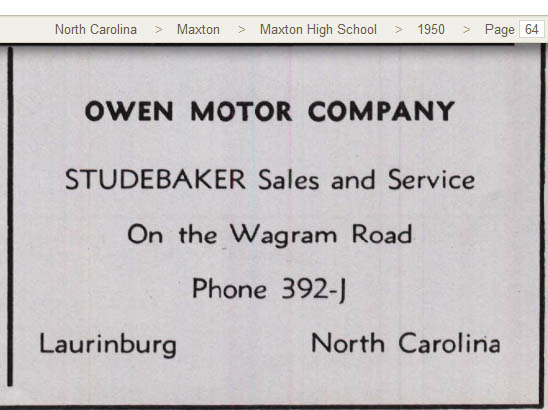 North Carolina > Maxton > Maxton High School > 1950 > Page 64
OWEN MOTOR COMPANY
STUDEBAKER Sales and Service
On the Wagram Road
Phone 392-J
Laurinburg North Carolina